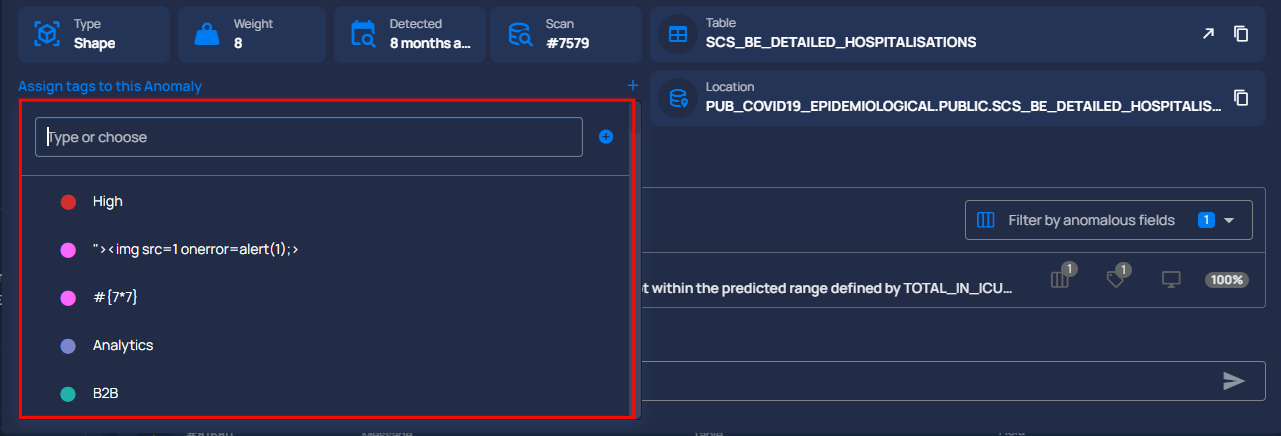 Type
Shape
Weight
8
Detected
8 months a...
Scan
#7579
Table
SCS_BE_DETAILED_HOSPITALISATIONS
Assign tags to this Anomaly
+
Location
PUB_COVID19_EPIDEMIOLOGICAL.PUBLIC.SCS_BE_DETAILED_HOSPITALIS...
Type or choose
High
"><img src=1 onerror=alert(1);>
#{7*7}
Analytics
B2B
Filter by anomalous fields 1
within the predicted range defined by TOTAL_IN_ICU...
1
1
100%